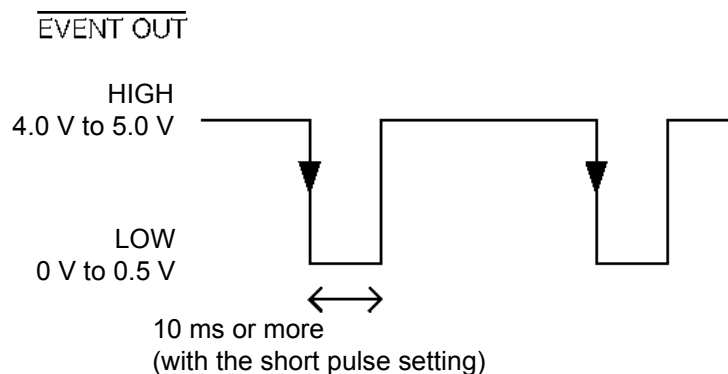 EVENT OUT
HIGH
4.0 V to 5.0 V
LOW
0 V to 0.5 V
10 ms or more
(with the short pulse setting)